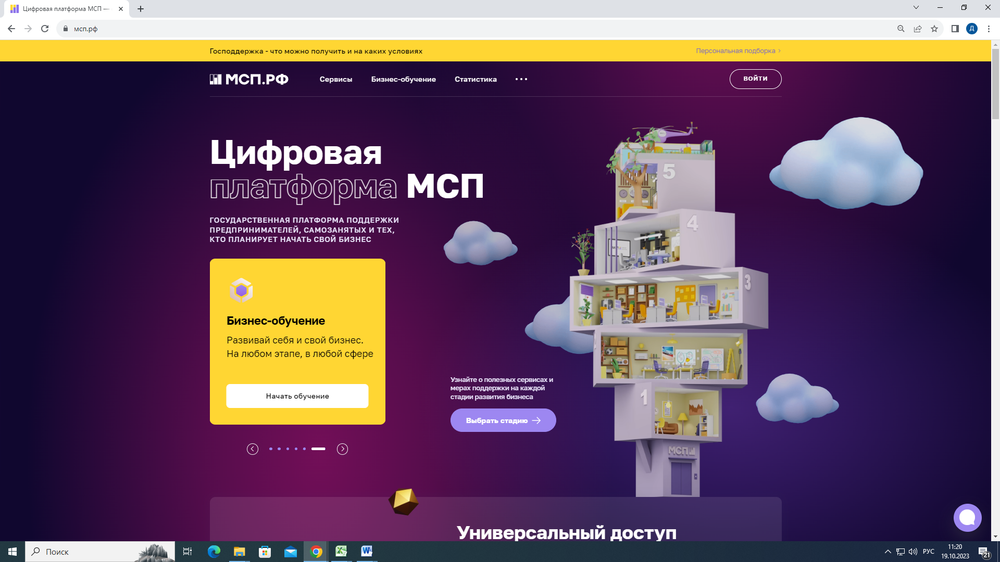 Цифровая платформа МСП —
мсп.рф
Д
Господдержка - что можно получить и на каких условиях
Персональная подборка
МСП.РФ
Сервисы
Бизнес-обучение
Статистика
ВОЙТИ
Цифровая
платформа МСП
ГОСУДАРСТВЕННАЯ ПЛАТФОРМА ПОДДЕРЖКИ
ПРЕДПРИНИМАТЕЛЕЙ, САМОЗАНЯТЫХ И ТЕХ,
КТО ПЛАНИРУЕТ НАЧАТЬ СВОЙ БИЗНЕС
Бизнес-обучение
Развивай себя и свой бизнес.
На любом этапе, в любой сфере
Начать обучение
Узнайте о полезных сервисах и
мерах поддержки на каждой
стадии развития бизнеса
Выбрать стадию
5
4
МСП
3
1
МСП
Универсальный доступ
Поиск
РУС
11:20
19.10.2023
21